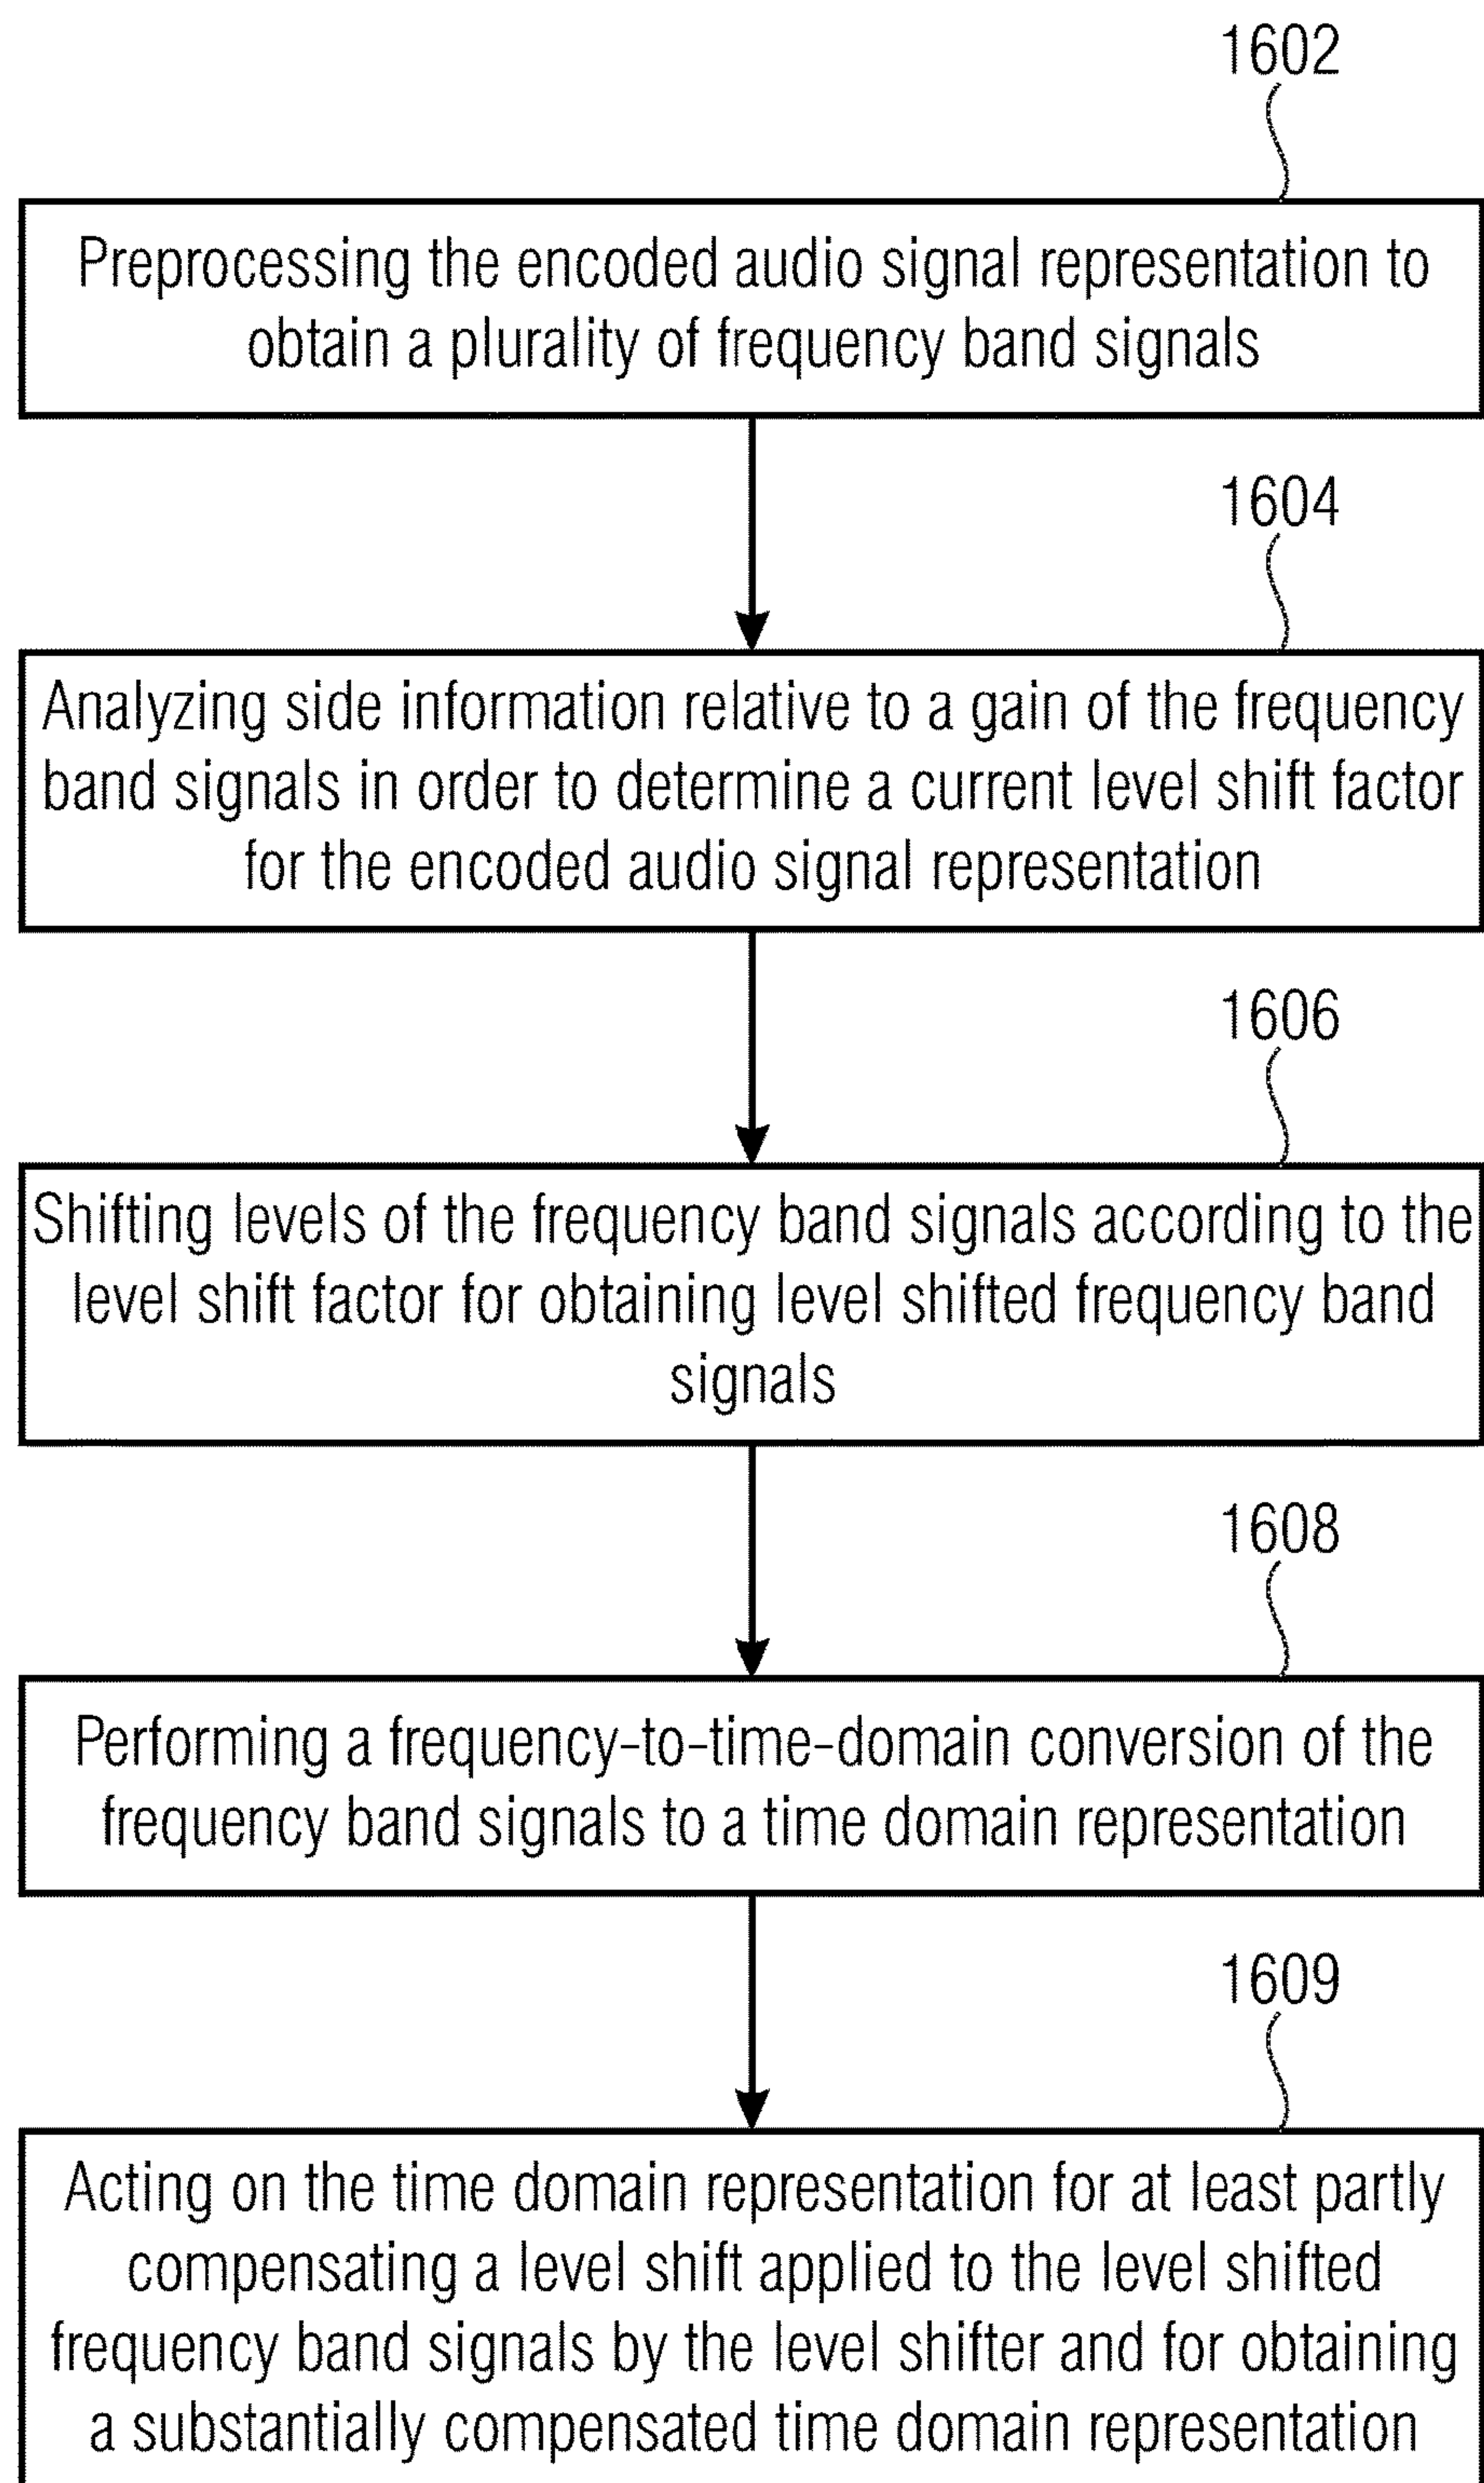 1602
Preprocessing the encoded audio signal representation to
obtain a plurality of frequency band signals
1604
Analyzing side information relative to a gain of the frequency
band signals in order to determine a current level shift factor
for the encoded audio signal representation
1606
Shifting levels of the frequency band signals according to the
level shift factor for obtaining level shifted frequency band
signals
1608
Performing a frequency-to-time-domain conversion of the
frequency band signals to a time domain representation
1609
Acting on the time domain representation for at least partly
compensating a level shift applied to the level shifted
frequency band signals by the level shifter and for obtaining
a substantially compensated time domain representation